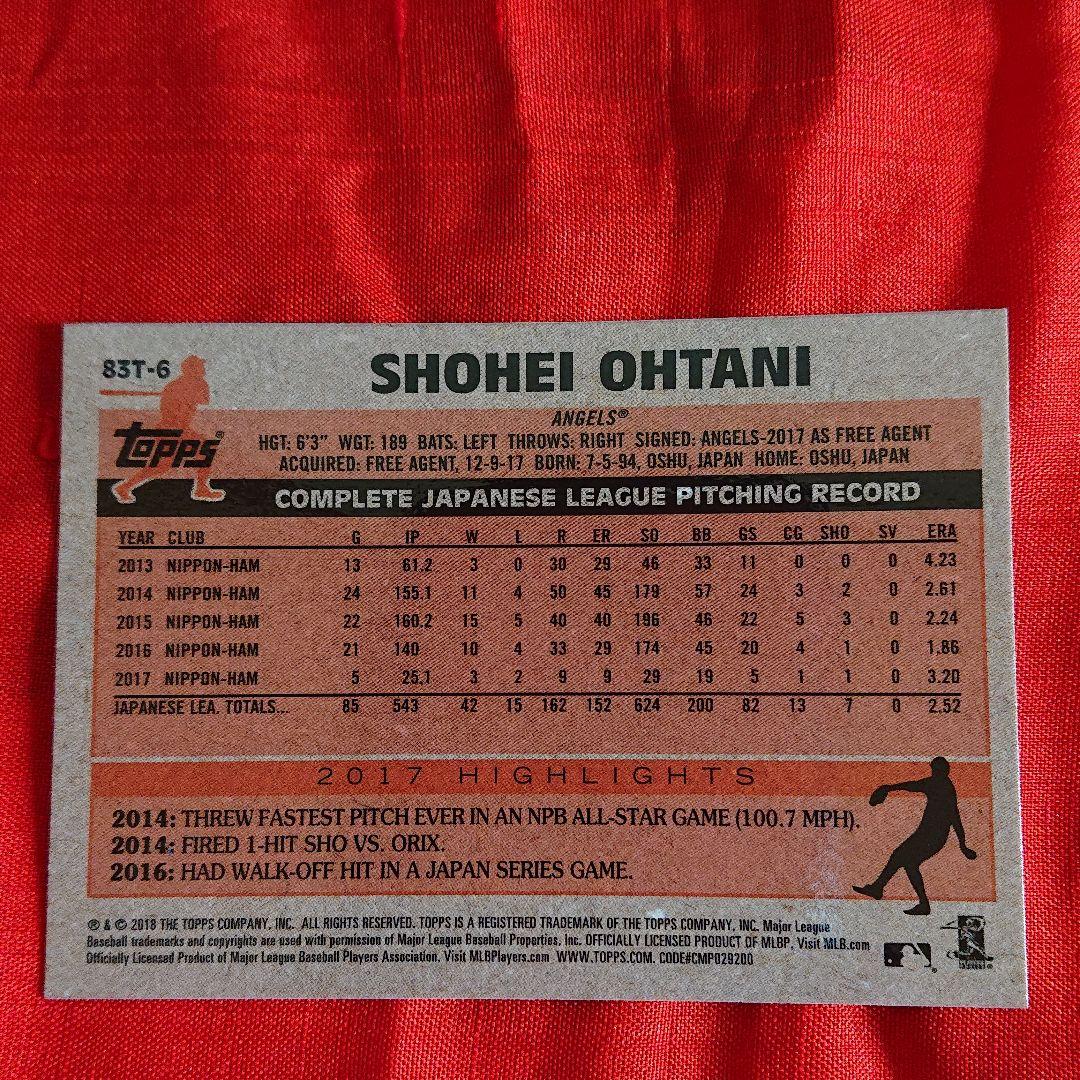 83T-6
SHOHEI OHTANI
topps®
ANGELS®
HGT: 6'3" WGT: 189 BATS: LEFT THROWS: RIGHT SIGNED: ANGELS-2017 AS FREE AGENT
ACQUIRED: FREE AGENT, 12-9-17 BORN: 7-5-94, OSHU, JAPAN HOME: OSHU, JAPAN
COMPLETE JAPANESE LEAGUE PITCHING RECORD
YEAR CLUB G IP W L R ER SO BB GS CG SHO SV ERA
2013 NIPPON-HAM 13 61.2 3 0 30 29 46 33 11 0 0 0 4.23
2014 NIPPON-HAM 24 155.1 11 4 50 45 179 57 24 3 2 0 2.61
2015 NIPPON-HAM 22 160.2 15 5 40 40 196 46 22 5 3 0 2.24
2016 NIPPON-HAM 21 140 10 4 33 29 174 45 20 4 1 0 1.86
2017 NIPPON-HAM 5 25.1 3 2 9 9 29 19 5 1 1 0 3.20
JAPANESE LEA. TOTALS... 85 543 42 15 162 152 624 200 82 13 7 0 2.52
2017 HIGHLIGHTS
2014: THREW FASTEST PITCH EVER IN AN NPB ALL-STAR GAME (100.7 MPH).
2014: FIRED 1-HIT SHO VS. ORIX.
2016: HAD WALK-OFF HIT IN A JAPAN SERIES GAME.
® & © 2018 THE TOPPS COMPANY, INC. ALL RIGHTS RESERVED. TOPPS IS A REGISTERED TRADEMARK OF THE TOPPS COMPANY, INC. Major League
Baseball trademarks and copyrights are used with permission of Major League Baseball Properties, Inc. OFFICIALLY LICENSED PRODUCT OF MLBP. Visit MLB.com
Officially Licensed Product of Major League Baseball Players Association. Visit MLBPlayers.com WWW.TOPPS.COM. CODE#CMP029200